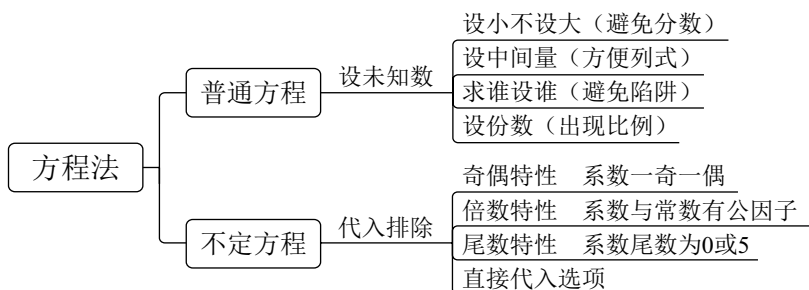 方程法
普通方程
设未知数
设小不设大（避免分数）
设中间量（方便列式）
求谁设谁（避免陷阱）
设份数（出现比例）
不定方程
代入排除
奇偶特性 系数一奇一偶
倍数特性 系数与常数有公因子
尾数特性 系数尾数为0或5
直接代入选项